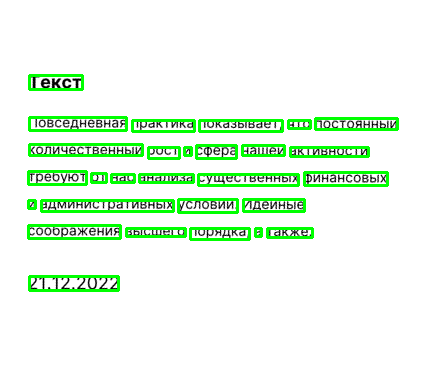 Текст
Повседневная практика показывает, что постоянный
количественный рост и сфера нашей активности
требуют от нас анализа существенных финансовых
и административных условий. Идейные
соображения высшего порядка, а также,
21.12.2022